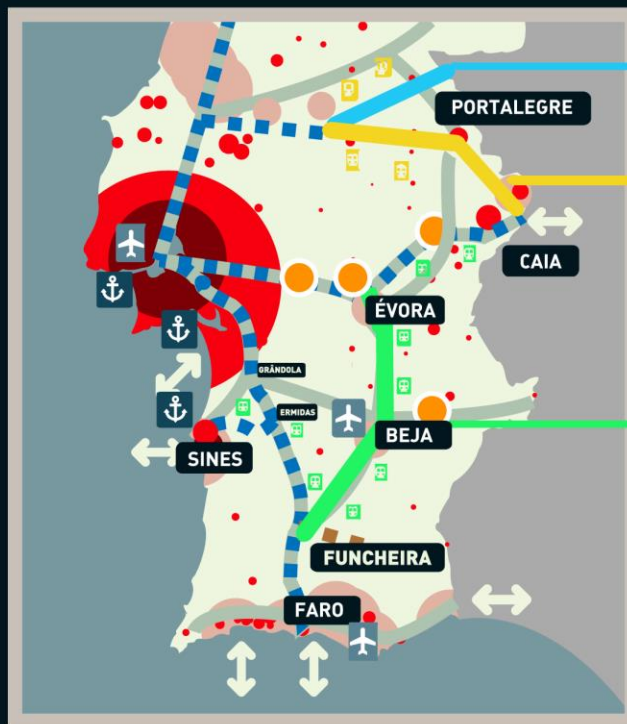 PORTALEGRE
CAIA
ÉVORA
GRÂNDOLA
ERMIDAS
BEJA
SINES
FUNCHEIRA
FARO